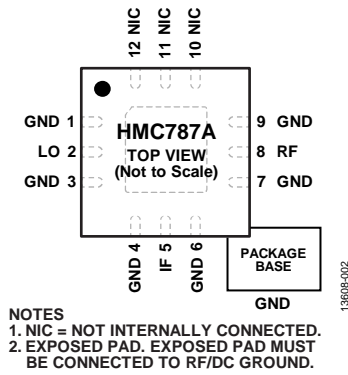 12 NIC
11 NIC
10 NIC
GND 1
LO 2
GND 3
HMC787A
TOP VIEW
(Not to Scale)
9 GND
8 RF
7 GND
GND 4
IF 5
GND 6
PACKAGE
BASE
GND
13608-002
NOTES
1. NIC = NOT INTERNALLY CONNECTED.
2. EXPOSED PAD. EXPOSED PAD MUST
BE CONNECTED TO RF/DC GROUND.